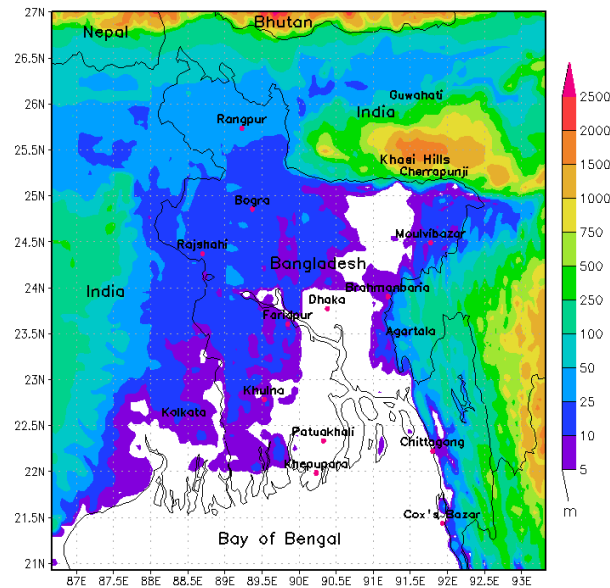 27N
Bhutan
Nepal
26.5N
26N
Guwahati
India
Rangpur
25.5N
Khasi Hills
Cherrapunji
25N
Bogra
24.5N
Moulvibazar
Rajshahi
Bangladesh
24N
India
Branmanbaria
Dhaka
Faridpur
23.5N
Agartala
23N
Khulna
22.5N
Kolkata
Patuakhali
Chittagong
22N
Khepupara
21.5N
Cox's Bazar
Bay of Bengal
21N
87E 87.5E 88E 88.5E 89E 89.5E 90E 90.5E 91E 91.5E 92E 92.5E 93E
2500
2000
1500
1000
750
500
250
100
50
25
10
5
m